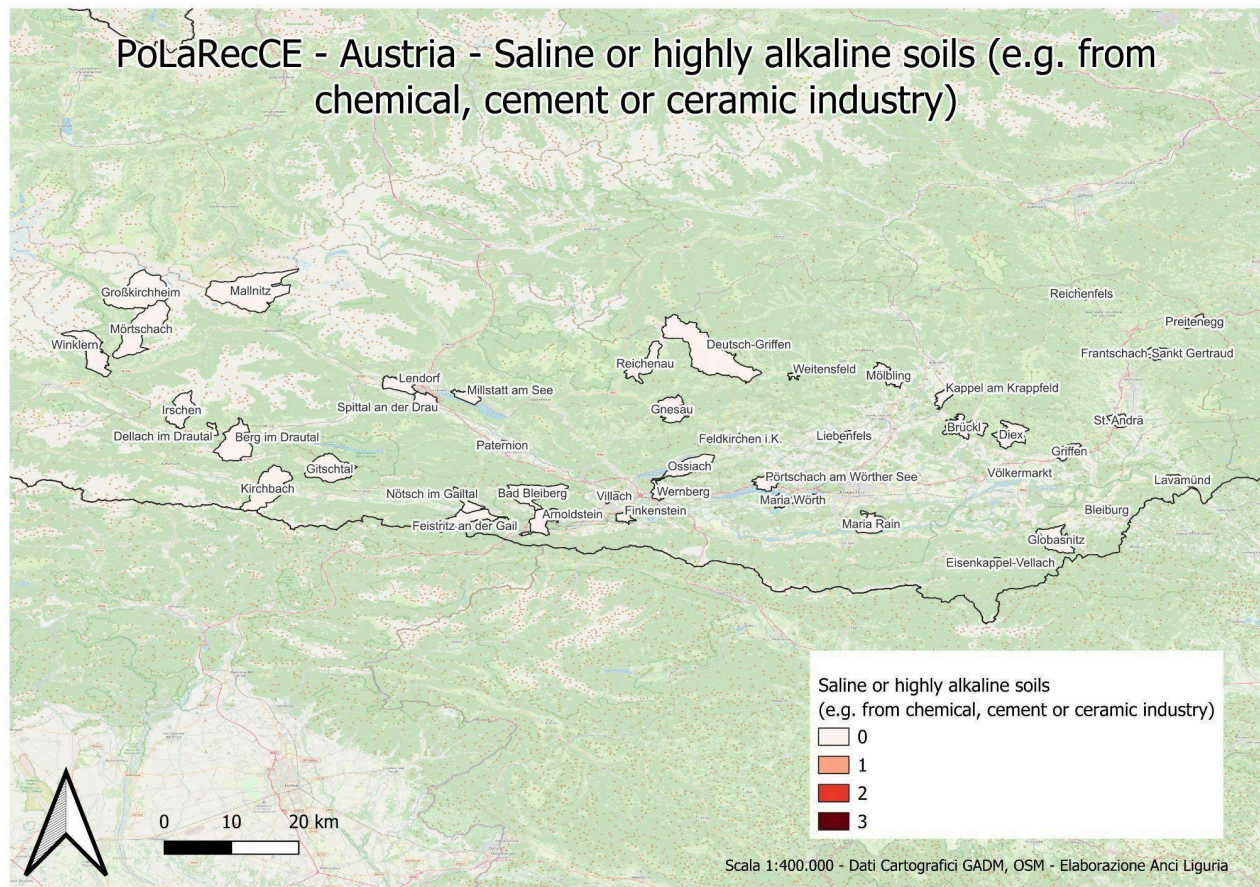 PoLaRecCE - Austria - Saline or highly alkaline soils (e.g. from
chemical, cement or ceramic industry)
Großkirchheim
Mallnitz
Mörtschach
Winklern
Reichenfels
Preitenegg
Frantschach-Sankt Gertraud
Deutsch-Griffen
Reichenau
Weitensfeld
Mölbling
Lendorf
Millstatt am See
Spittal an der Drau
Kappel am Krappfeld
Irschen
Gnesau
Dellach im Drautal
Berg im Drautal
Paternion
Feldkirchen i.K.
Liebenfels
Brückl
Diex
St. Andrä
Griffen
Gitschtal
Kirchbach
Ossiach
Pörtschach am Wörther See
Völkermarkt
Lavamünd
Nötsch im Gailtal
Bad Bleiberg
Villach
Wernberg
Maria Wörth
Finkenstein
Arnoldstein
Feistritz an der Gail
Maria Rain
Bleiburg
Globasnitz
Eisenkappel-Vellach
Saline or highly alkaline soils
(e.g. from chemical, cement or ceramic industry)
0
1
2
3
0 10 20 km
Scala 1:400.000 - Dati Cartografici GADM, OSM - Elaborazione Anci Liguria